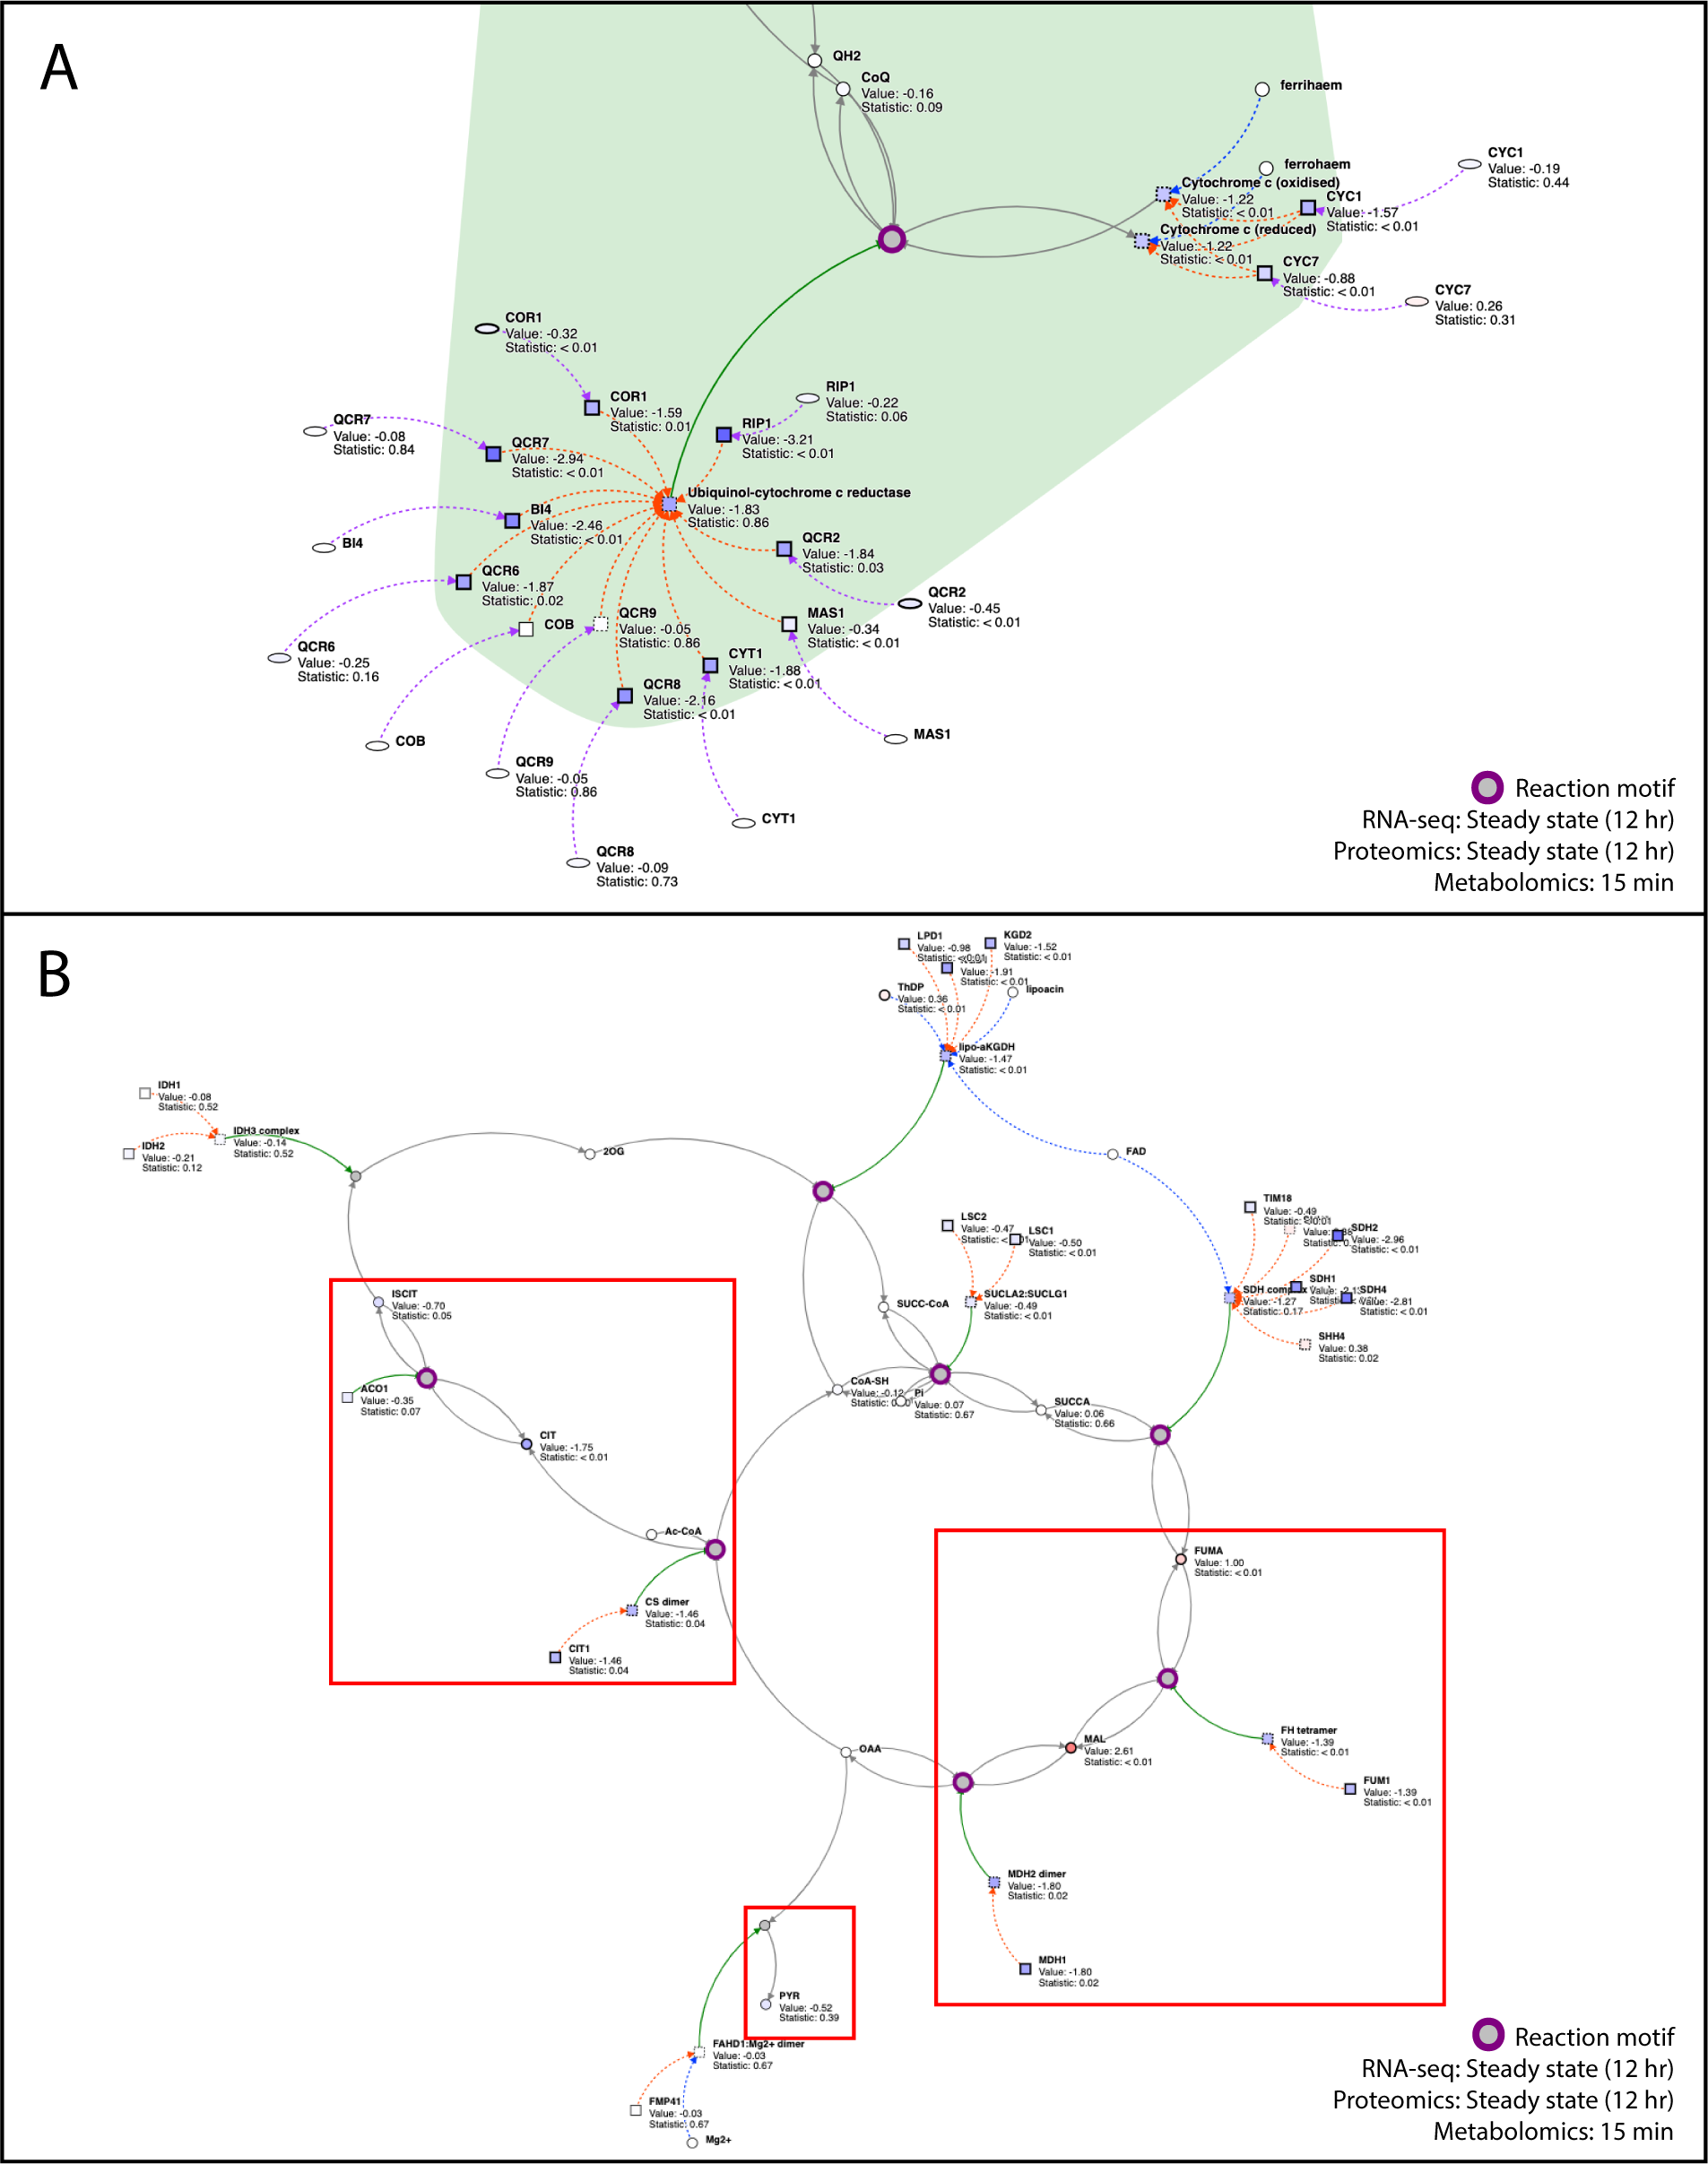 A
QH2
CoQ
Value: -0.16
Statistic: 0.09
ferrihaem
ferrohaem
CYC1
Value: -0.19
Statistic: 0.44
Cytochrome c (oxidised)
Value: -1.22
Statistic: < 0.01
CYC1
Value: -1.57
Statistic: < 0.01
Cytochrome c (reduced)
Value: -1.22
Statistic: < 0.01
CYC7
Value: -0.88
Statistic: < 0.01
CYC7
Value: 0.26
Statistic: 0.31
COR1
Value: -0.32
Statistic: < 0.01
COR1
Value: -1.59
Statistic: 0.01
RIP1
Value: -0.22
Statistic: 0.06
RIP1
Value: -3.21
Statistic: < 0.01
QCR7
Value: -0.08
Statistic: 0.84
QCR7
Value: -2.94
Statistic: < 0.01
Ubiquinol-cytochrome c reductase
Value: -1.83
Statistic: 0.86
BI4
Value: -2.46
Statistic: < 0.01
BI4
QCR2
Value: -1.84
Statistic: 0.03
QCR6
Value: -1.87
Statistic: 0.02
QCR2
Value: -0.45
Statistic: < 0.01
COB
QCR9
Value: -0.05
Statistic: 0.86
MAS1
Value: -0.34
Statistic: < 0.01
QCR6
Value: -0.25
Statistic: 0.16
CYT1
Value: -1.88
Statistic: < 0.01
QCR8
Value: -2.16
Statistic: < 0.01
COB
MAS1
QCR9
Value: -0.05
Statistic: 0.86
CYT1
QCR8
Value: -0.09
Statistic: 0.73
Reaction motif
RNA-seq: Steady state (12 hr)
Proteomics: Steady state (12 hr)
Metabolomics: 15 min
B
LPD1
Value: -0.98
Statistic: < 0.01
KGD2
Value: -1.52
Statistic: < 0.01
Value: -1.91
Statistic: < 0.01
ThDP
Value: 0.36
Statistic: < 0.01
lipoacin
lipo-aKGDH
Value: -1.47
Statistic: < 0.01
IDH1
Value: -0.08
Statistic: 0.52
IDH3 complex
Value: -0.14
Statistic: 0.52
IDH2
Value: -0.21
Statistic: 0.12
2OG
FAD
TIM18
Value: -0.49
Statistic: < 0.01
SDH2
Value: -2.96
Statistic: < 0.01
LSC2
Value: -0.47
LSC1
Value: -0.50
Statistic: < 0.01
SDH1
SDH complex
Value: -1.27
Statistic: 0.17
SDH4
Value: -2.81
Statistic: < 0.01
SHH4
Value: 0.38
Statistic: 0.02
ISCIT
Value: -0.70
Statistic: 0.05
SUCC-CoA
SUCLA2:SUCLG1
Value: -0.49
Statistic: < 0.01
ACO1
Value: -0.35
Statistic: 0.07
CoA-SH
Value: -0.12
Pi
Value: 0.07
Statistic: 0.67
SUCCA
Value: 0.06
Statistic: 0.66
CIT
Value: -1.75
Statistic: < 0.01
Ac-CoA
FUMA
Value: 1.00
Statistic: < 0.01
CS dimer
Value: -1.46
Statistic: 0.04
CIT1
Value: -1.46
Statistic: 0.04
OAA
MAL
Value: 2.61
Statistic: < 0.01
FH tetramer
Value: -1.39
Statistic: < 0.01
FUM1
Value: -1.39
Statistic: < 0.01
MDH2 dimer
Value: -1.80
Statistic: 0.02
MDH1
Value: -1.80
Statistic: 0.02
PYR
Value: -0.52
Statistic: 0.39
FAHD1:Mg2+ dimer
Value: -0.03
Statistic: 0.67
FMP41
Value: -0.03
Statistic: 0.67
Mg2+
Reaction motif
RNA-seq: Steady state (12 hr)
Proteomics: Steady state (12 hr)
Metabolomics: 15 min